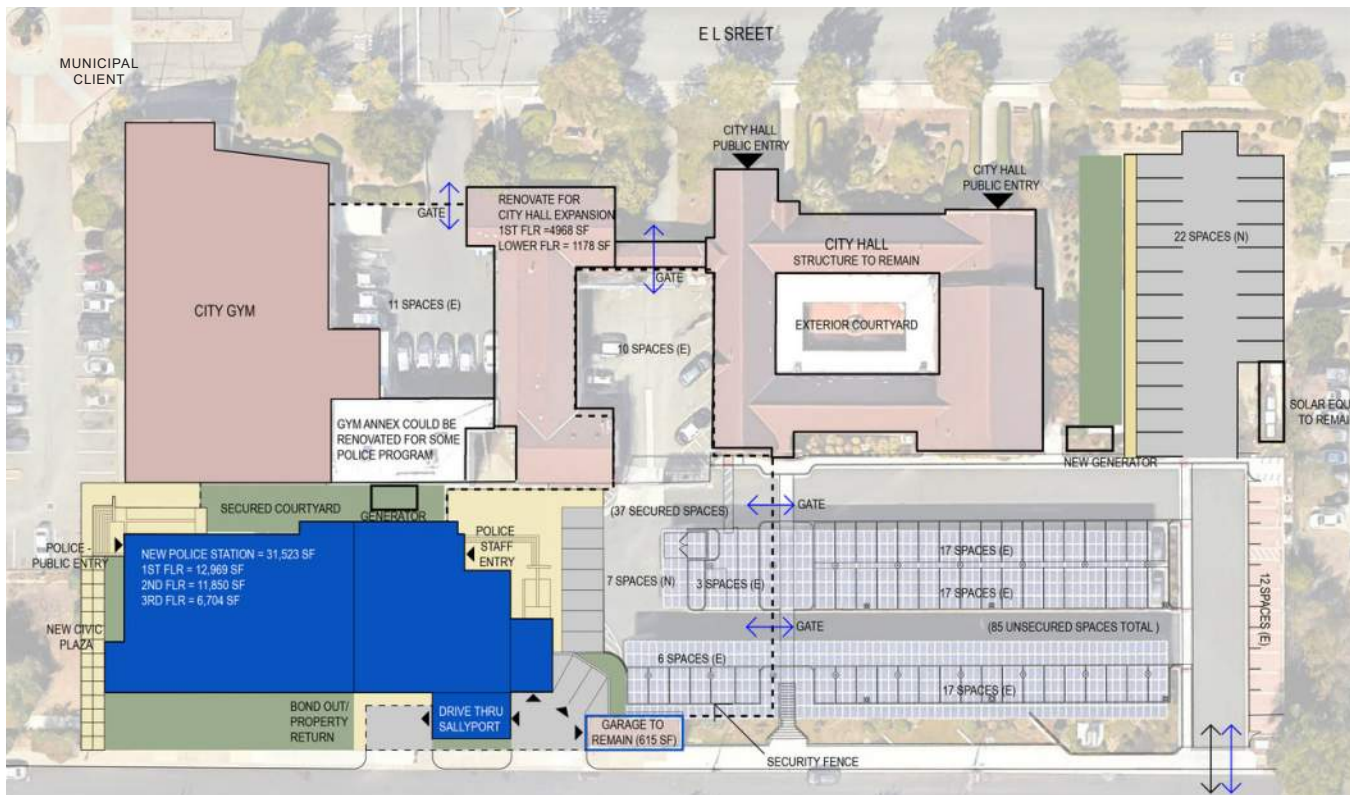 E L SREET
MUNICIPAL
CLIENT
CITY HALL
PUBLIC ENTRY
CITY HALL
PUBLIC ENTRY
GATE
RENOVATE FOR
CITY HALL EXPANSION
1ST FLR =4968 SF
LOWER FLR = 1178 SF
GATE
CITY HALL
STRUCTURE TO REMAIN
22 SPACES (N)
CITY GYM
11 SPACES (E)
10 SPACES (E)
EXTERIOR COURTYARD
GYM ANNEX COULD BE
RENOVATED FOR SOME
POLICE PROGRAM
SOLAR EQU
TO REMAI
NEW GENERATOR
SECURED COURTYARD
GENERATOR
(37 SECURED SPACES)
GATE
POLICE -
PUBLIC ENTRY
NEW POLICE STATION = 31,523 SF
1ST FLR = 12,969 SF
2ND FLR = 11,850 SF
3RD FLR = 6,704 SF
POLICE
STAFF
ENTRY
7 SPACES (N)
3 SPACES (E)
17 SPACES (E)
17 SPACES (E)
12 SPACES (E)
NEW CIVIC
PLAZA
GATE
(85 UNSECURED SPACES TOTAL )
6 SPACES (E)
17 SPACES (E)
BOND OUT/
PROPERTY
RETURN
DRIVE THRU
SALLYPORT
GARAGE TO
REMAIN (615 SF)
SECURITY FENCE